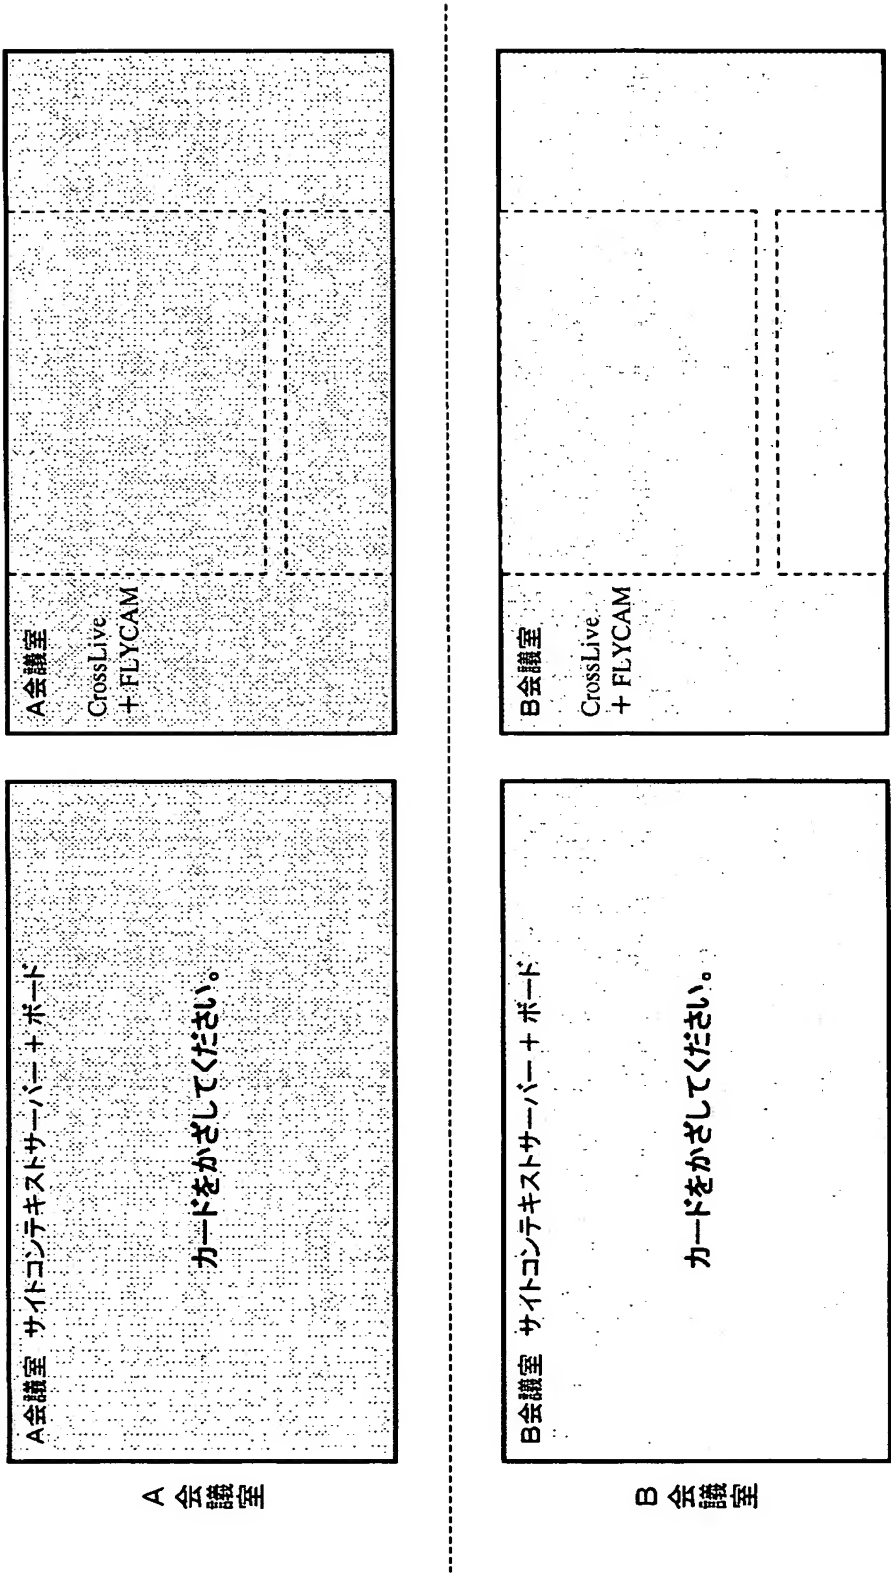 A
会
議
室
A会議室 サイトコンテキストサーバー + ボード
カードをかざしてください。
A会議室
CrossLive
+ FLYCAM
B
会
議
室
B会議室 サイトコンテキストサーバー + ボード
カードをかざしてください。
B会議室
CrossLive
+ FLYCAM